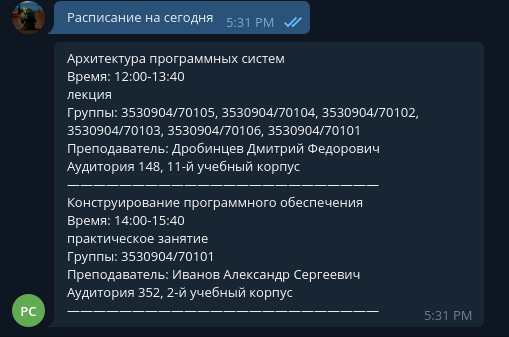 Расписание на сегодня
5:31 PM
Архитектура программных систем
Время: 12:00-13:40
лекция
Группы: 3530904/70105, 3530904/70104, 3530904/70102,
3530904/70103, 3530904/70106, 3530904/70101
Преподаватель: Дробинцев Дмитрий Федорович
Аудитория 148, 11-й учебный корпус
————————————————————————
Конструирование программного обеспечения
Время: 14:00-15:40
практическое занятие
Группы: 3530904/70101
Преподаватель: Иванов Александр Сергеевич
Аудитория 352, 2-й учебный корпус
————————————————————————
РС
5:31 PM